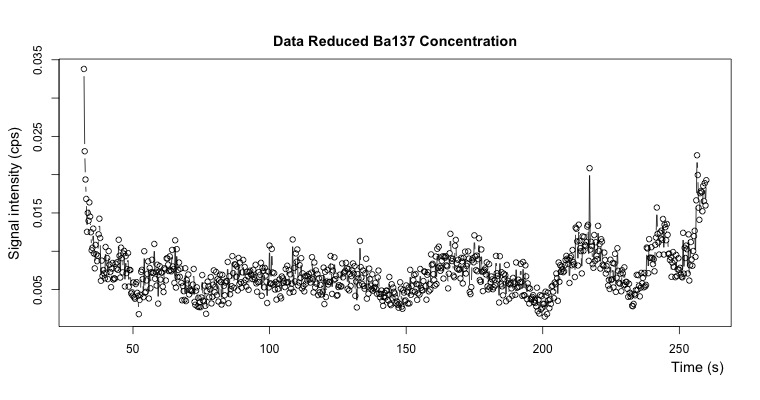 Data Reduced Ba137 Concentration
Signal intensity (cps)
0.035
0.025
0.015
0.005
50 100 150 200 250
Time (s)